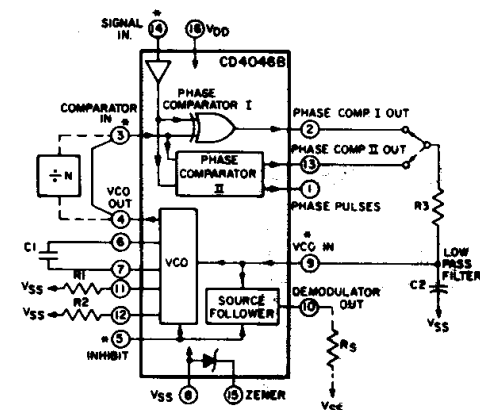 SIGNAL IN.
*
14
16
VDD
CD4046B
PHASE COMPARATOR I
COMPARATOR IN
3
*
PHASE COMP. I OUT
2
PHASE COMP. II OUT
13
PHASE COMPARATOR II
1
PHASE PULSES
÷ N
VCO OUT
4
R3
*
VCO IN
9
6
C1
7
VCO
LOW PASS FILTER
C2
VSS
R1
VSS
11
R2
VSS
12
SOURCE FOLLOWER
DEMODULATOR OUT
10
*
5
INHIBIT
RS
VSS
8
VSS
15
ZENER